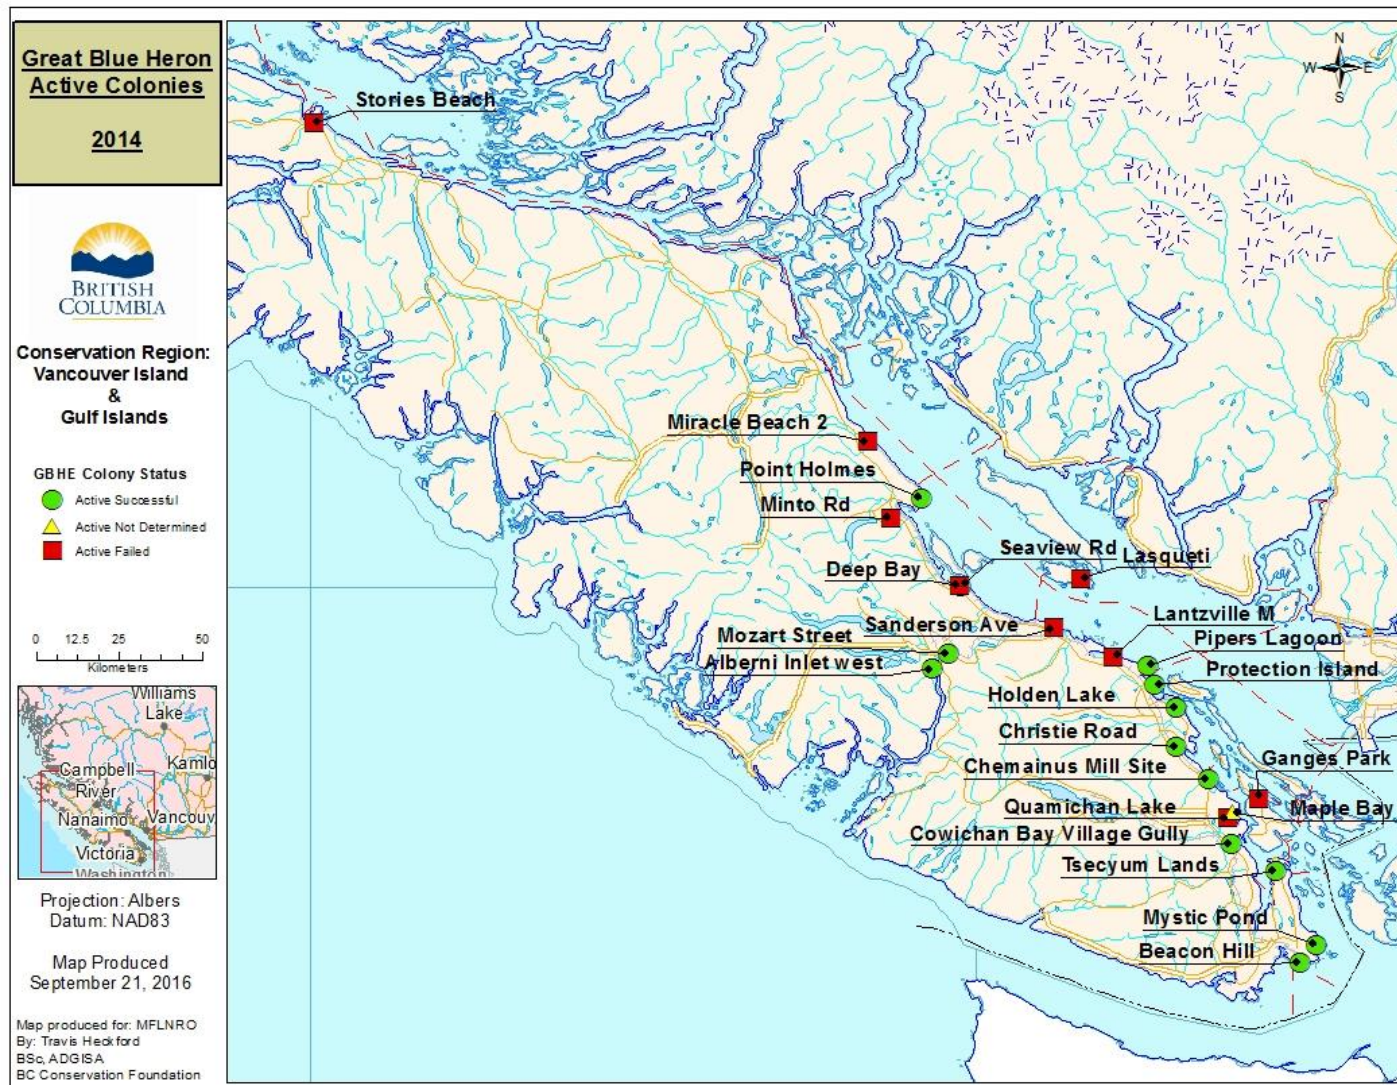 Great Blue Heron
Active Colonies
2014
BRITISH
COLUMBIA
Conservation Region:
Vancouver Island
&
Gulf Islands
GBHE Colony Status
Active Successful
Active Not Determined
Active Failed
0 12.5 25 50
Kilometers
Williams
Lake
Kamlo
Campbell
River
Nanaimo
Vancouv
Victoria
Washington
Projection: Albers
Datum: NAD83
Map Produced
September 21, 2016
Map produced for: MFLNRO
By: Travis Heckford
BSc, ADGISA
BC Conservation Foundation
N
W E
S
Stories Beach
Miracle Beach 2
Point Holmes
Minto Rd
Seaview Rd
Lasqueti
Deep Bay
Lantzville M
Sanderson Ave
Mozart Street
Pipers Lagoon
Alberni Inlet west
Protection Island
Holden Lake
Christie Road
Ganges Park
Chemainus Mill Site
Quamichan Lake
Maple Bay
Cowichan Bay Village Gully
Tsecyum Lands
Mystic Pond
Beacon Hill